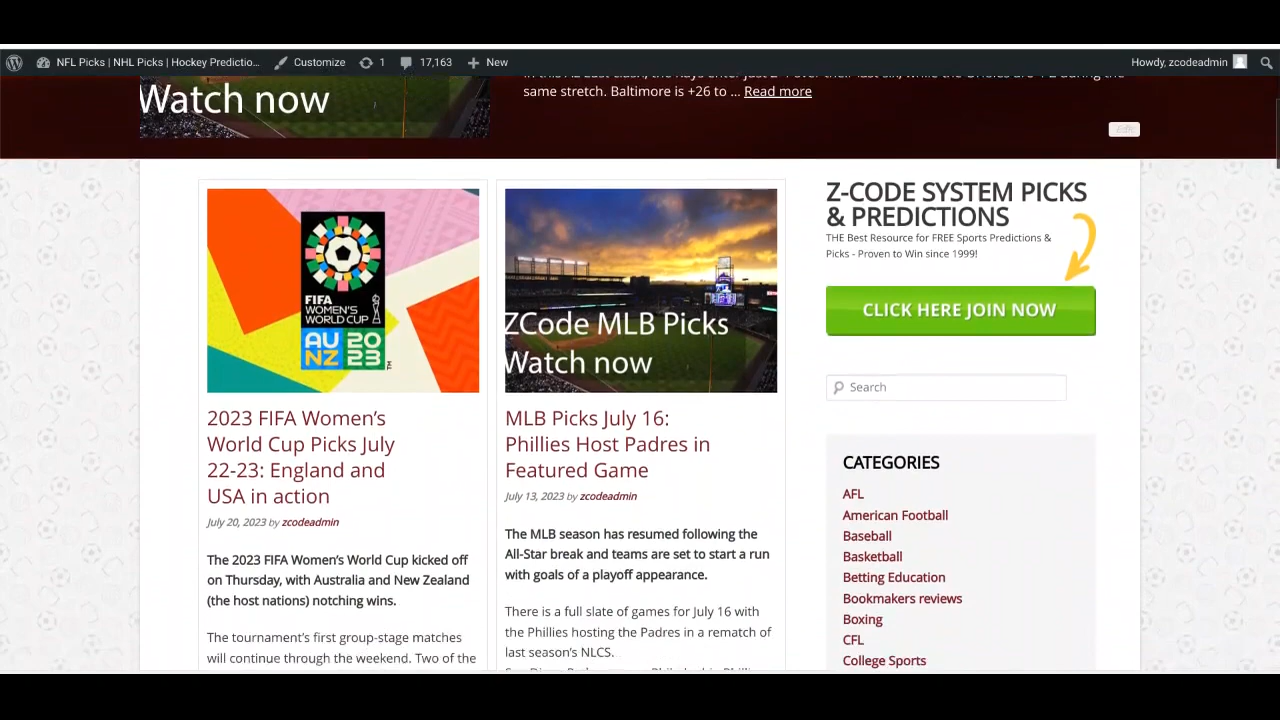 NFL Picks | NHL Picks | Hockey Predictio... Customize 1 17,163 New Howdy, zcodeadmin
Watch now
same stretch. Baltimore is +26 to ... Read more
FIFA
WOMEN'S
WORLD CUP
AU 20
NZ 23
TM
2023 FIFA Women's
World Cup Picks July
22-23: England and
USA in action
July 20, 2023 by zcodeadmin
The 2023 FIFA Women's World Cup kicked off
on Thursday, with Australia and New Zealand
(the host nations) notching wins.
The tournament's first group-stage matches
will continue through the weekend. Two of the
ZCode MLB Picks
Watch now
MLB Picks July 16:
Phillies Host Padres in
Featured Game
July 13, 2023 by zcodeadmin
The MLB season has resumed following the
All-Star break and teams are set to start a run
with goals of a playoff appearance.
There is a full slate of games for July 16 with
the Phillies hosting the Padres in a rematch of
last season's NLCS.
Z-CODE SYSTEM PICKS
& PREDICTIONS
THE Best Resource for FREE Sports Predictions &
Picks - Proven to Win since 1999!
CLICK HERE JOIN NOW
Search
CATEGORIES
AFL
American Football
Baseball
Basketball
Betting Education
Bookmakers reviews
Boxing
CFL
College Sports